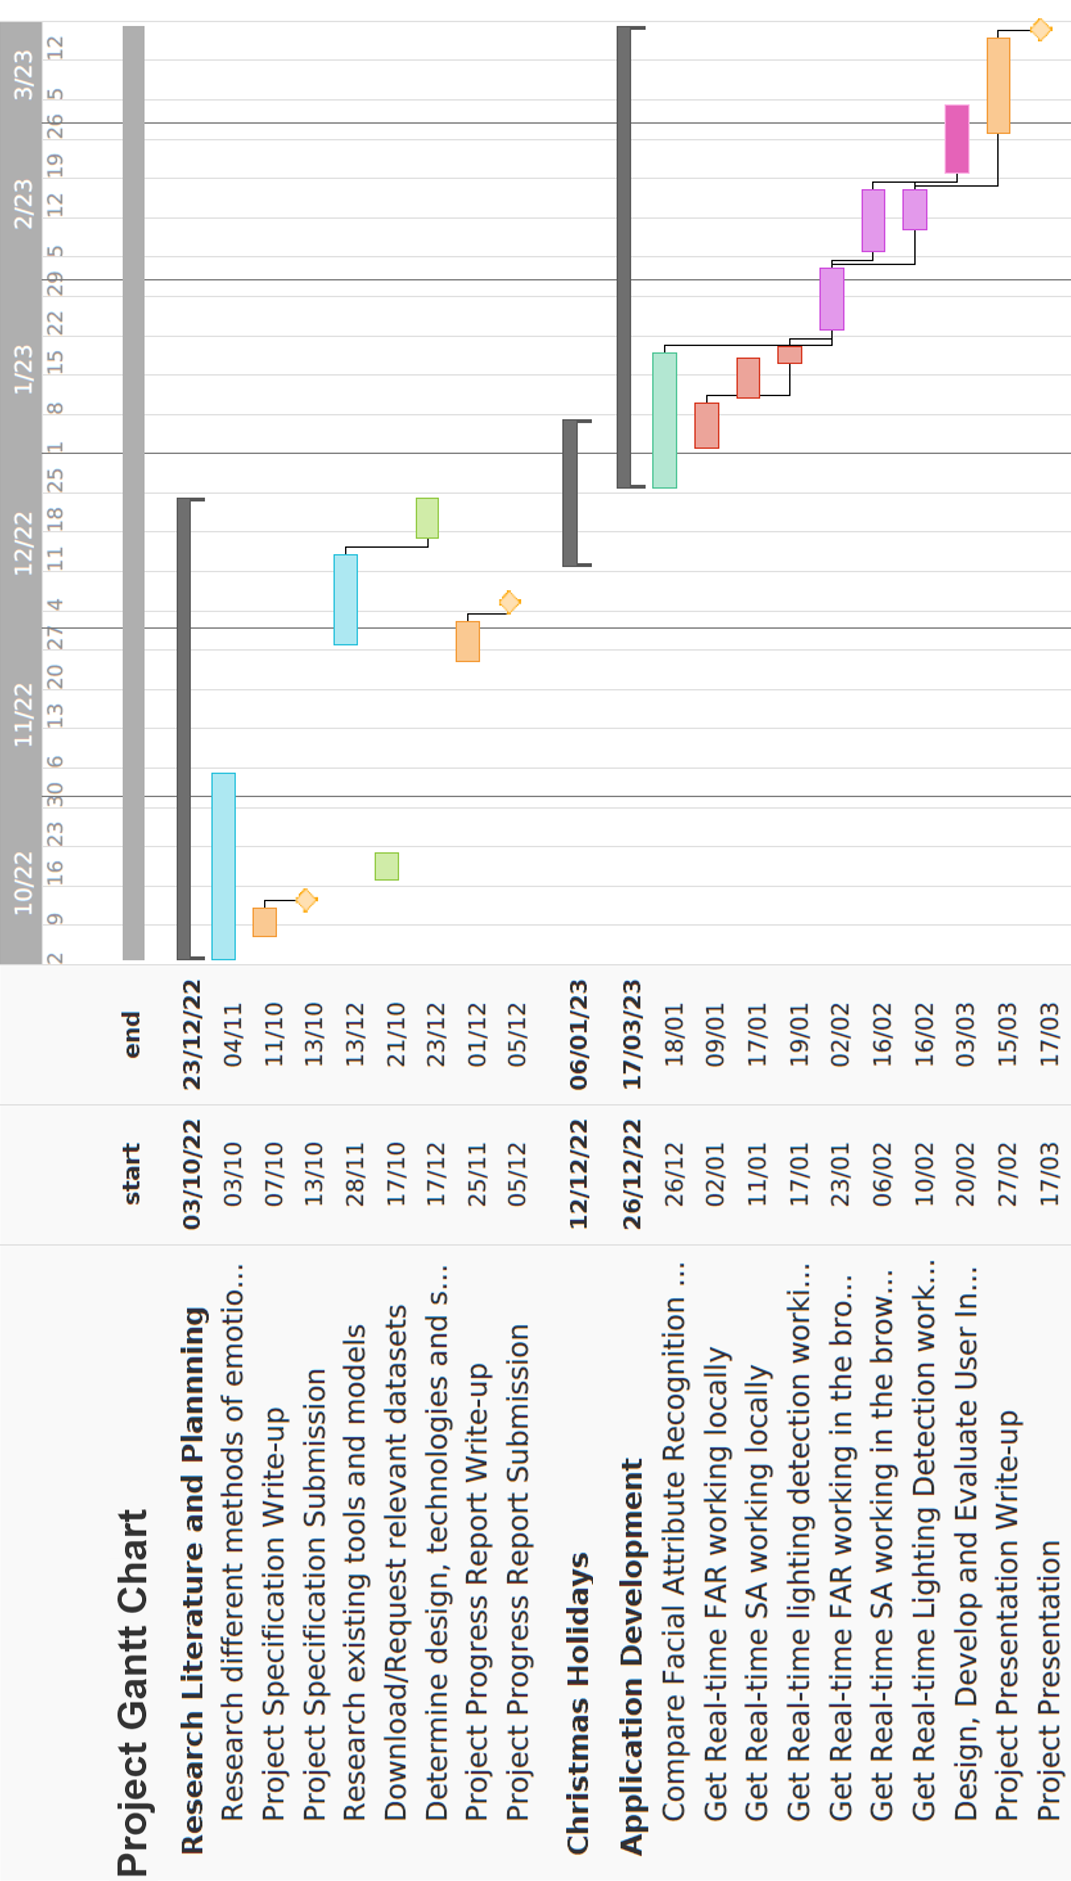 10/22 11/22 12/22 1/23 2/23 3/23
2 9 16 23 30 6 13 20 27 4 11 18 25 1 8 15 22 29 5 12 19 26 5 12
Project Gantt Chart start end
Research Literature and Plannning 03/10/22 23/12/22
Research different methods of emotio... 03/10 04/11
Project Specification Write-up 07/10 11/10
Project Specification Submission 13/10 13/10
Research existing tools and models 28/11 13/12
Download/Request relevant datasets 17/10 21/10
Determine design, technologies and s... 17/12 23/12
Project Progress Report Write-up 25/11 01/12
Project Progress Report Submission 05/12 05/12
Christmas Holidays 12/12/22 06/01/23
Application Development 26/12/22 17/03/23
Compare Facial Attribute Recognition ... 26/12 18/01
Get Real-time FAR working locally 02/01 09/01
Get Real-time SA working locally 11/01 17/01
Get Real-time lighting detection worki... 17/01 19/01
Get Real-time FAR working in the bro... 23/01 02/02
Get Real-time SA working in the brow... 06/02 16/02
Get Real-time Lighting Detection work... 10/02 16/02
Design, Develop and Evaluate User In... 20/02 03/03
Project Presentation Write-up 27/02 15/03
Project Presentation 17/03 17/03